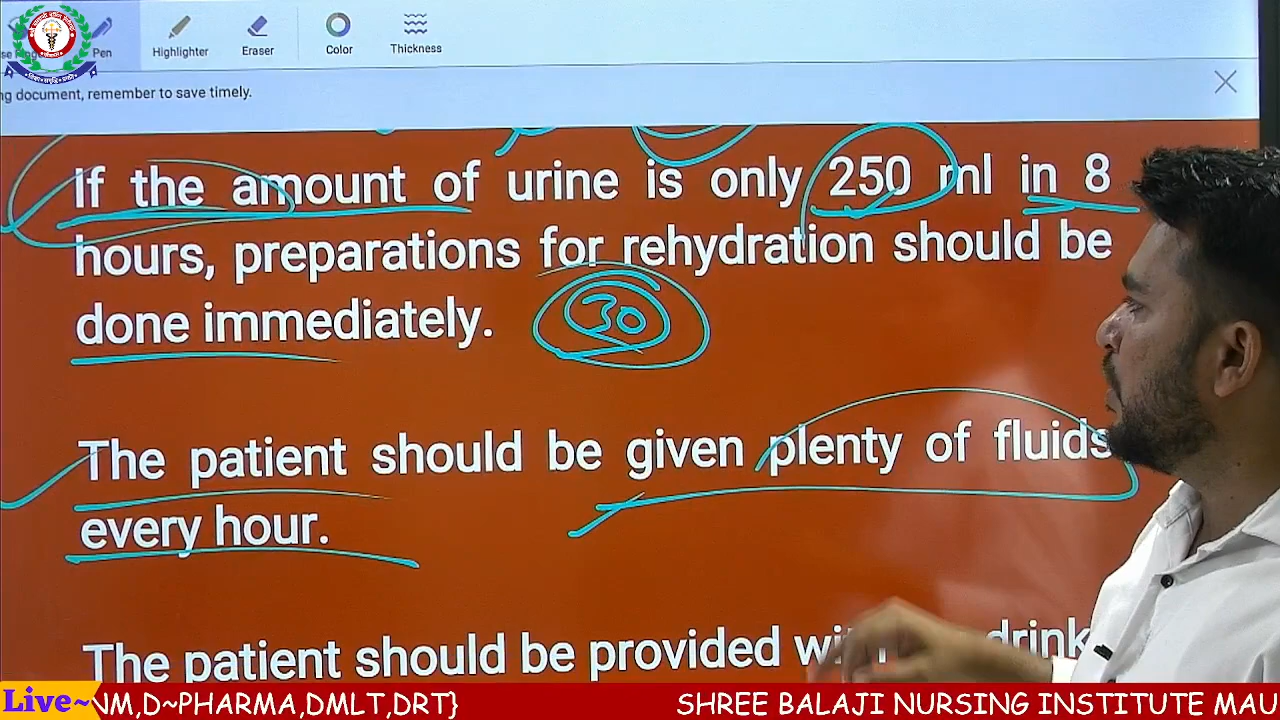 Pen
Highlighter
Eraser
Color
Thickness
ng document, remember to save timely.
If the amount of urine is only 250 ml in 8
hours, preparations for rehydration should be
done immediately.
30
The patient should be given plenty of fluids
every hour.
The patient should be provided drink
Live~
NM,D~PHARMA,DMLT,DRT}
SHREE BALAJI NURSING INSTITUTE MAU